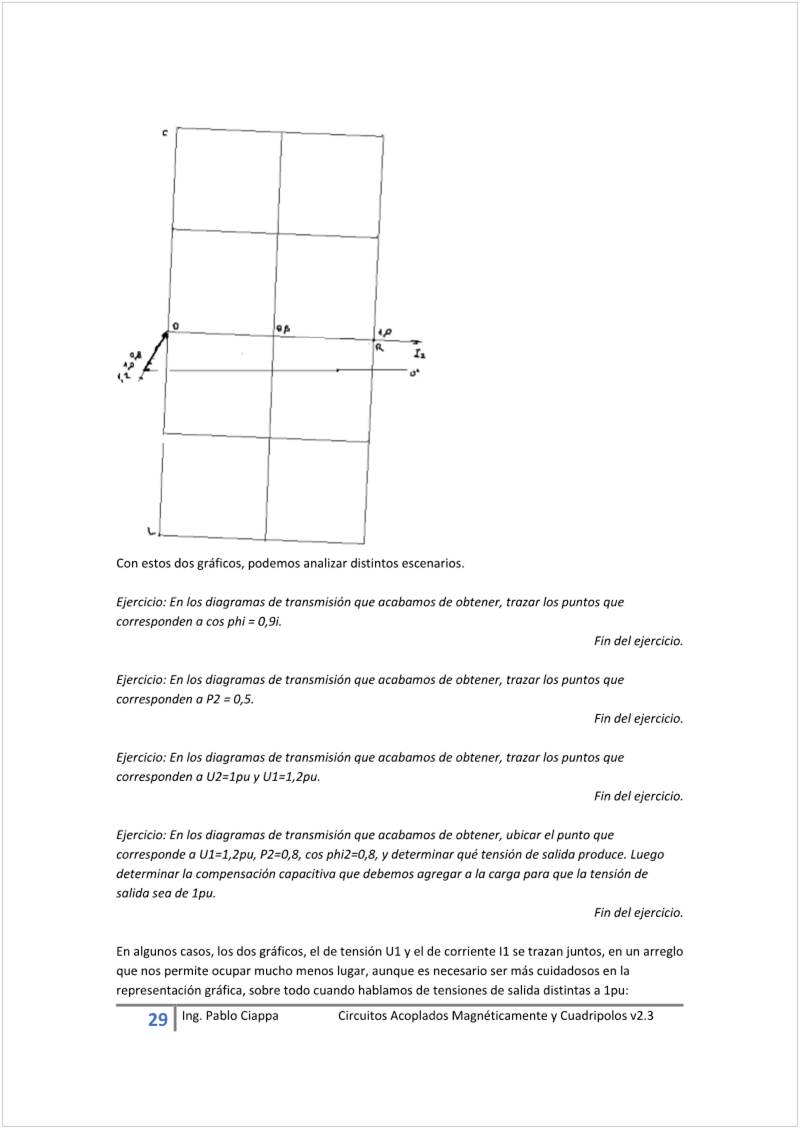 C
O
0,5
1,0
R
I2
0,8
1,0
1,2
0°
L
Con estos dos gráficos, podemos analizar distintos escenarios.
Ejercicio: En los diagramas de transmisión que acabamos de obtener, trazar los puntos que
corresponden a cos phi = 0,9i.
Fin del ejercicio.
Ejercicio: En los diagramas de transmisión que acabamos de obtener, trazar los puntos que
corresponden a P2 = 0,5.
Fin del ejercicio.
Ejercicio: En los diagramas de transmisión que acabamos de obtener, trazar los puntos que
corresponden a U2=1pu y U1=1,2pu.
Fin del ejercicio.
Ejercicio: En los diagramas de transmisión que acabamos de obtener, ubicar el punto que
corresponde a U1=1,2pu, P2=0,8, cos phi2=0,8, y determinar qué tensión de salida produce. Luego
determinar la compensación capacitiva que debemos agregar a la carga para que la tensión de
salida sea de 1pu.
Fin del ejercicio.
En algunos casos, los dos gráficos, el de tensión U1 y el de corriente I1 se trazan juntos, en un arreglo
que nos permite ocupar mucho menos lugar, aunque es necesario ser más cuidadosos en la
representación gráfica, sobre todo cuando hablamos de tensiones de salida distintas a 1pu:
29 Ing. Pablo Ciappa Circuitos Acoplados Magnéticamente y Cuadripolos v2.3